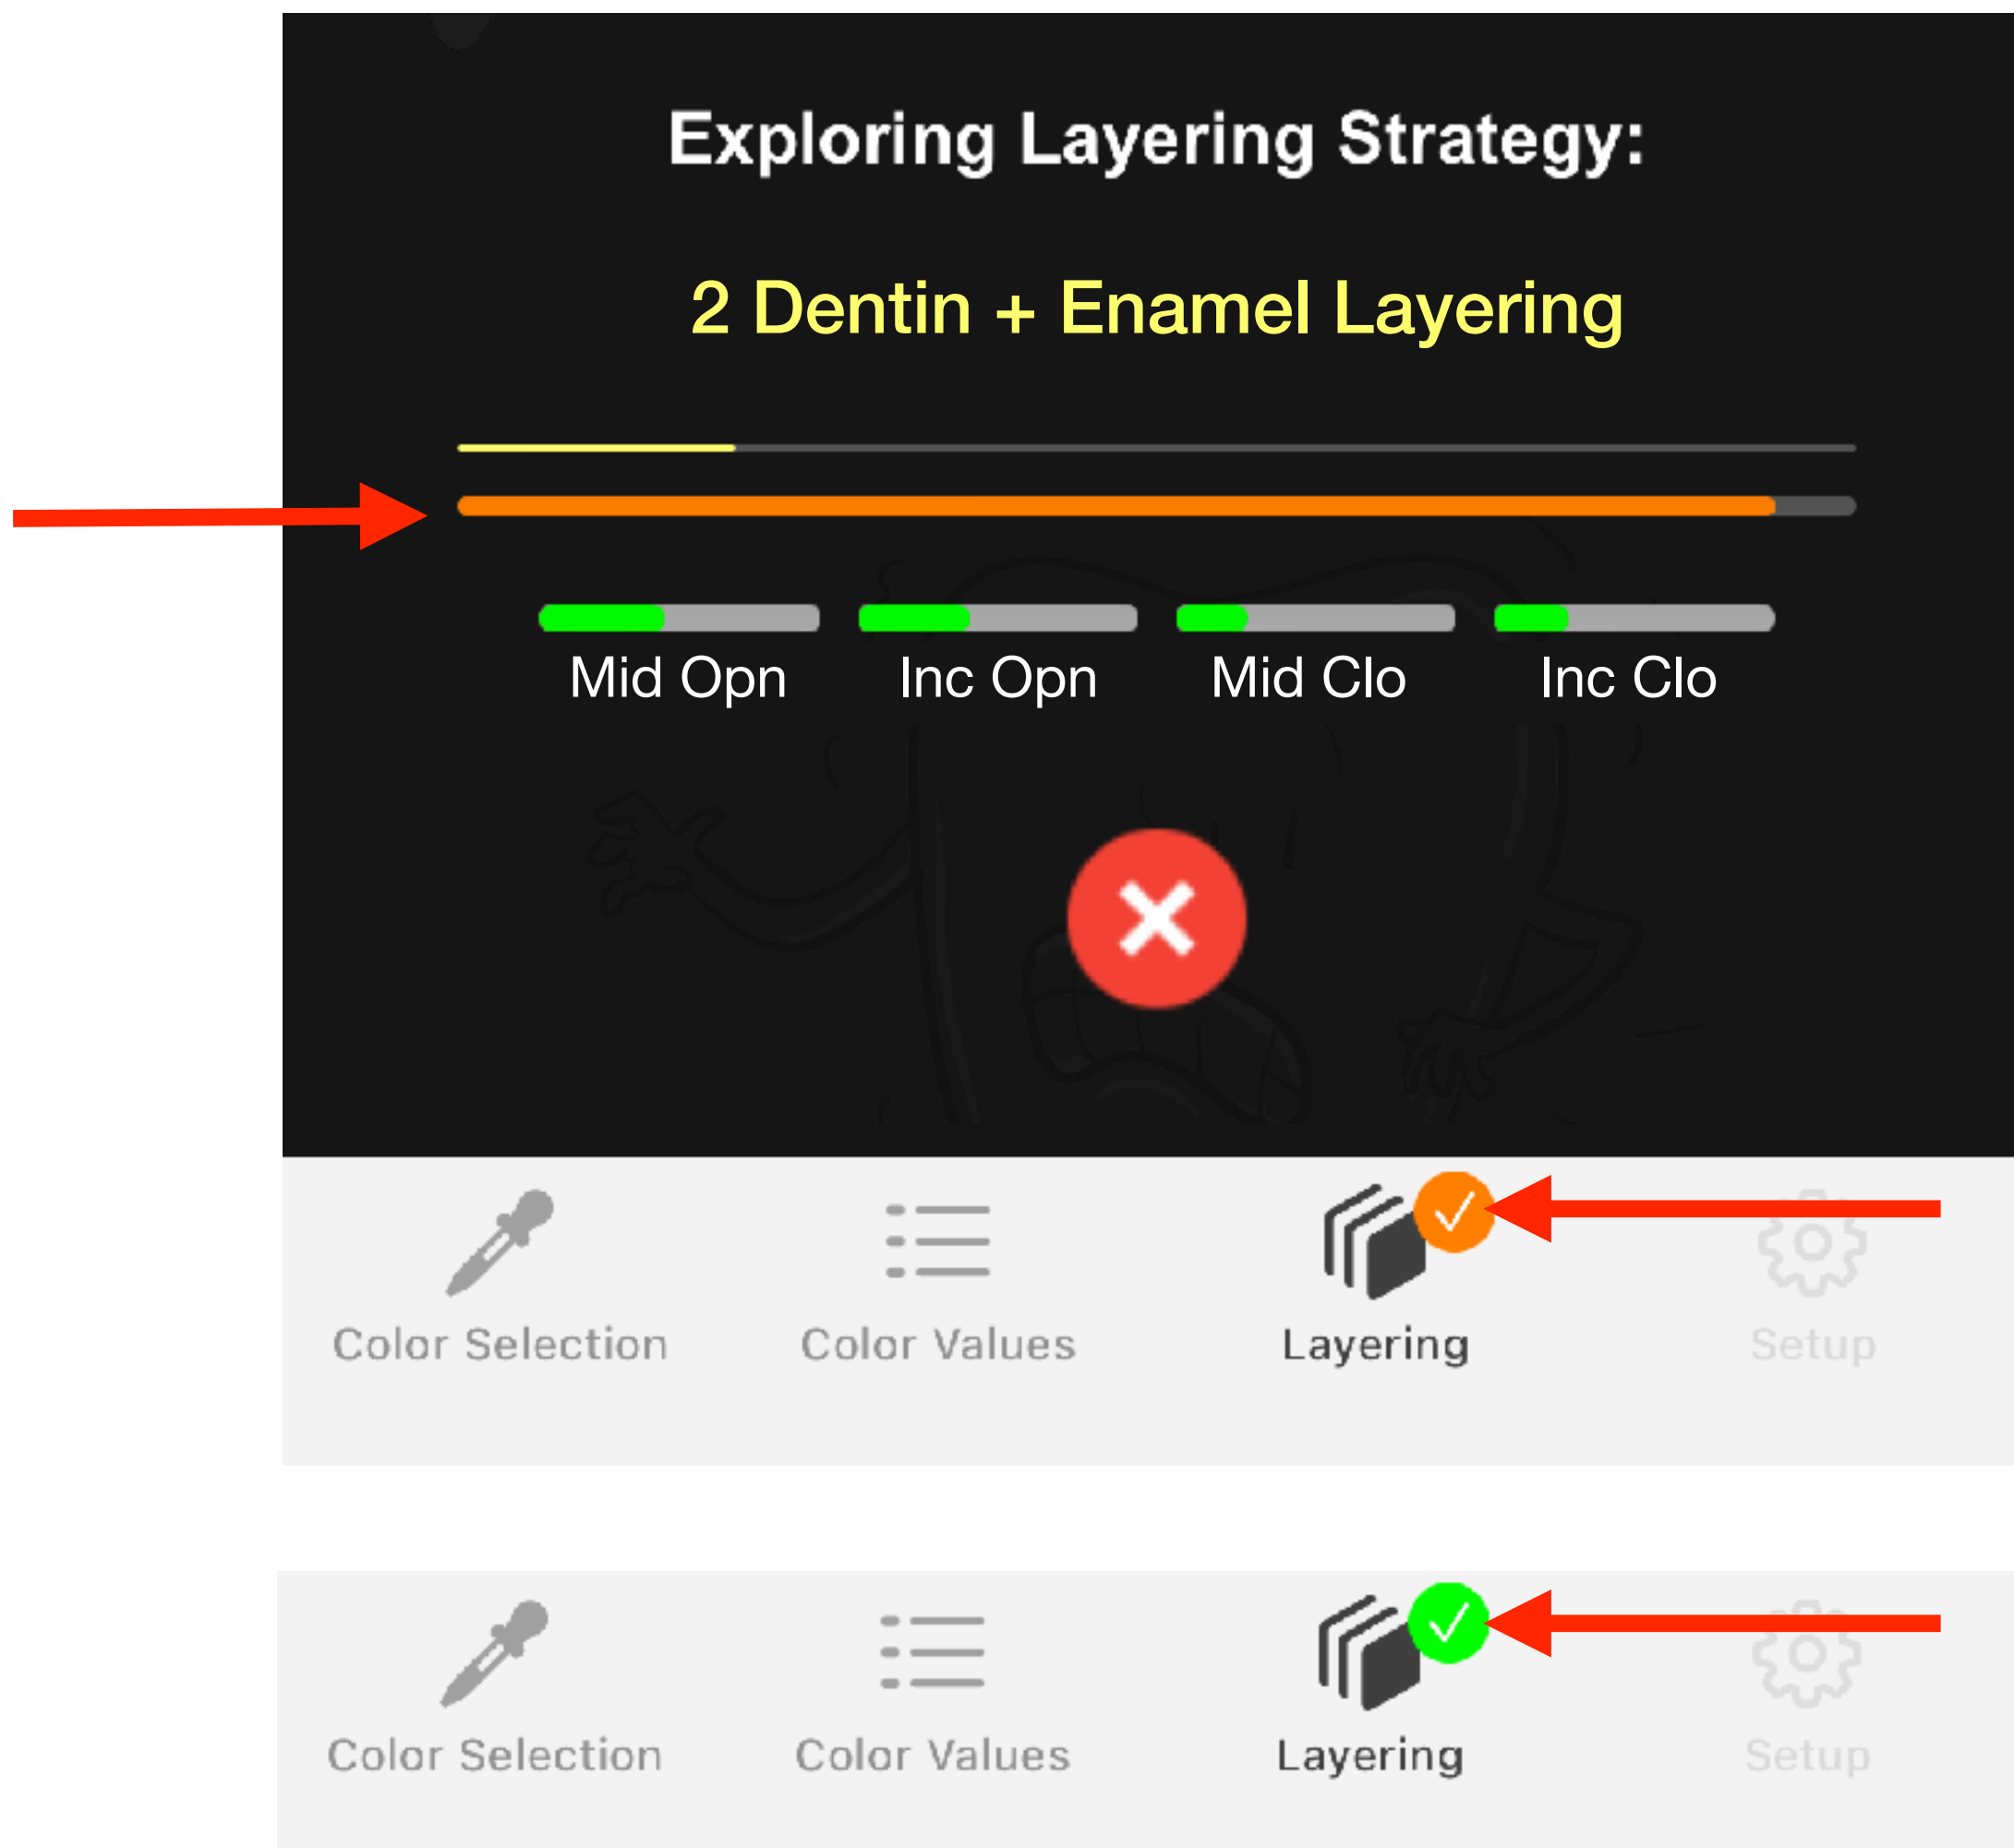 Exploring Layering Strategy:
2 Dentin + Enamel Layering
Mid Opn Inc Opn Mid Clo Inc Clo
Color Selection Color Values Layering Setup
Color Selection Color Values Layering Setup